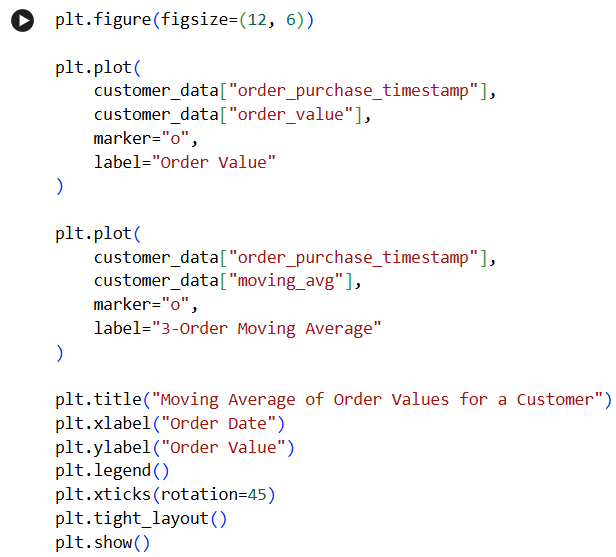 plt.figure(figsize=(12, 6))
plt.plot(
    customer_data["order_purchase_timestamp"],
    customer_data["order_value"],
    marker="o",
    label="Order Value"
)
plt.plot(
    customer_data["order_purchase_timestamp"],
    customer_data["moving_avg"],
    marker="o",
    label="3-Order Moving Average"
)
plt.title("Moving Average of Order Values for a Customer")
plt.xlabel("Order Date")
plt.ylabel("Order Value")
plt.legend()
plt.xticks(rotation=45)
plt.tight_layout()
plt.show()